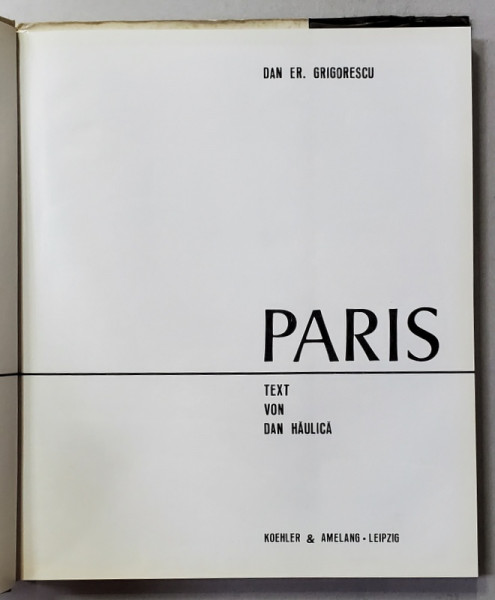 DAN ER. GRIGORESCU
PARIS
TEXT
VON
DAN HĂULICĂ
KOEHLER & AMELANG · LEIPZIG